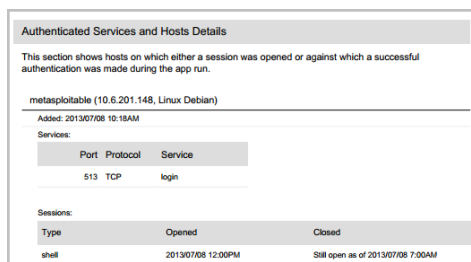 Authenticated Services and Hosts Details
This section shows hosts on which either a session was opened or against which a successful
authentication was made during the app run.
metasploitable (10.6.201.148, Linux Debian)
Added: 2013/07/08 10:18AM
Services:
Port Protocol Service
513 TCP login
Sessions:
Type Opened Closed
shell 2013/07/08 12:00PM Still open as of 2013/07/08 7:00AM